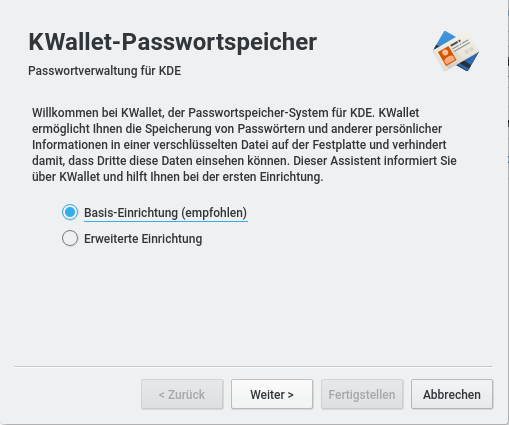 KWallet-Passwortspeicher
Passwortverwaltung für KDE
Willkommen bei KWallet, der Passwortspeicher-System für KDE. KWallet
ermöglicht Ihnen die Speicherung von Passwörtern und anderer persönlicher
Informationen in einer verschlüsselten Datei auf der Festplatte und verhindert
damit, dass Dritte diese Daten einsehen können. Dieser Assistent informiert Sie
über KWallet und hilft Ihnen bei der ersten Einrichtung.
Basis-Einrichtung (empfohlen)
Erweiterte Einrichtung
< Zurück
Weiter >
Fertigstellen
Abbrechen